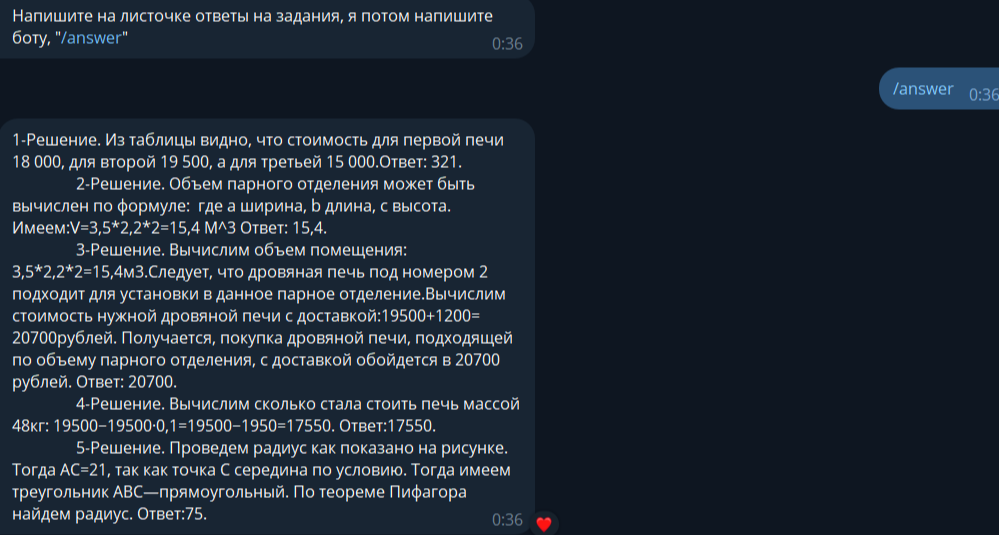 Напишите на листочке ответы на задания, я потом напишите
боту, "/answer"
0:36
/answer
0:36
1-Решение. Из таблицы видно, что стоимость для первой печи
18 000, для второй 19 500, а для третьей 15 000.Ответ: 321.
2-Решение. Объем парного отделения может быть
вычислен по формуле:  где a ширина, b длина, c высота.
Имеем:V=3,5*2,2*2=15,4 М^3 Ответ: 15,4.
3-Решение. Вычислим объем помещения:
3,5*2,2*2=15,4м3.Следует, что дровяная печь под номером 2
подходит для установки в данное парное отделение.Вычислим
стоимость нужной дровяной печи с доставкой:19500+1200=
20700рублей. Получается, покупка дровяной печи, подходящей
по объему парного отделения, с доставкой обойдется в 20700
рублей. Ответ: 20700.
4-Решение. Вычислим сколько стала стоить печь массой
48кг: 19500−19500·0,1=19500−1950=17550. Ответ:17550.
5-Решение. Проведем радиус как показано на рисунке.
Тогда АС=21, так как точка С середина по условию. Тогда имеем
треугольник АВС—прямоугольный. По теореме Пифагора
найдем радиус. Ответ:75.
0:36